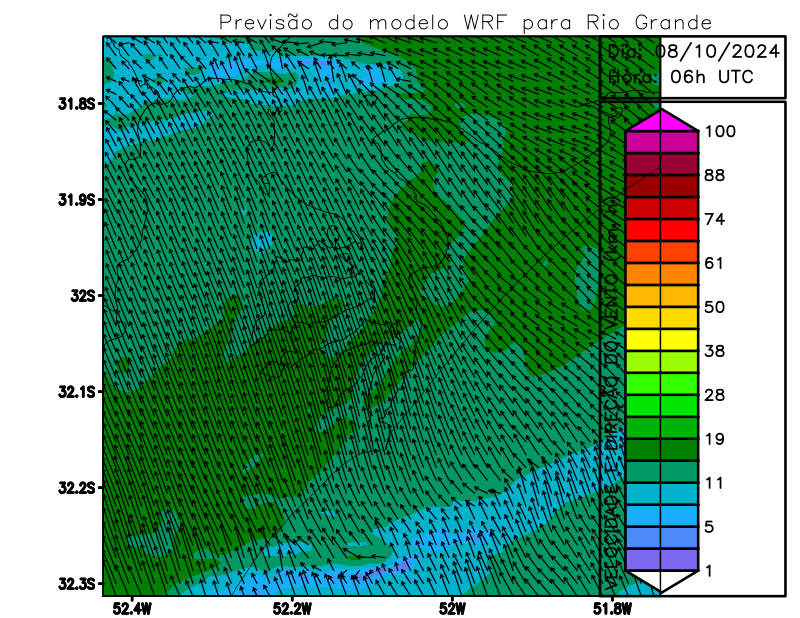 Previsão do modelo WRF para Rio Grande
Dia: 08/10/2024
Hora: 06h UTC
31.8S
31.9S
32S
32.1S
32.2S
32.3S
52.4W
52.2W
52W
51.8W
VELOCIDADE E DIREÇÃO DO VENTO (km/h)
100
88
74
61
50
38
28
19
11
5
1